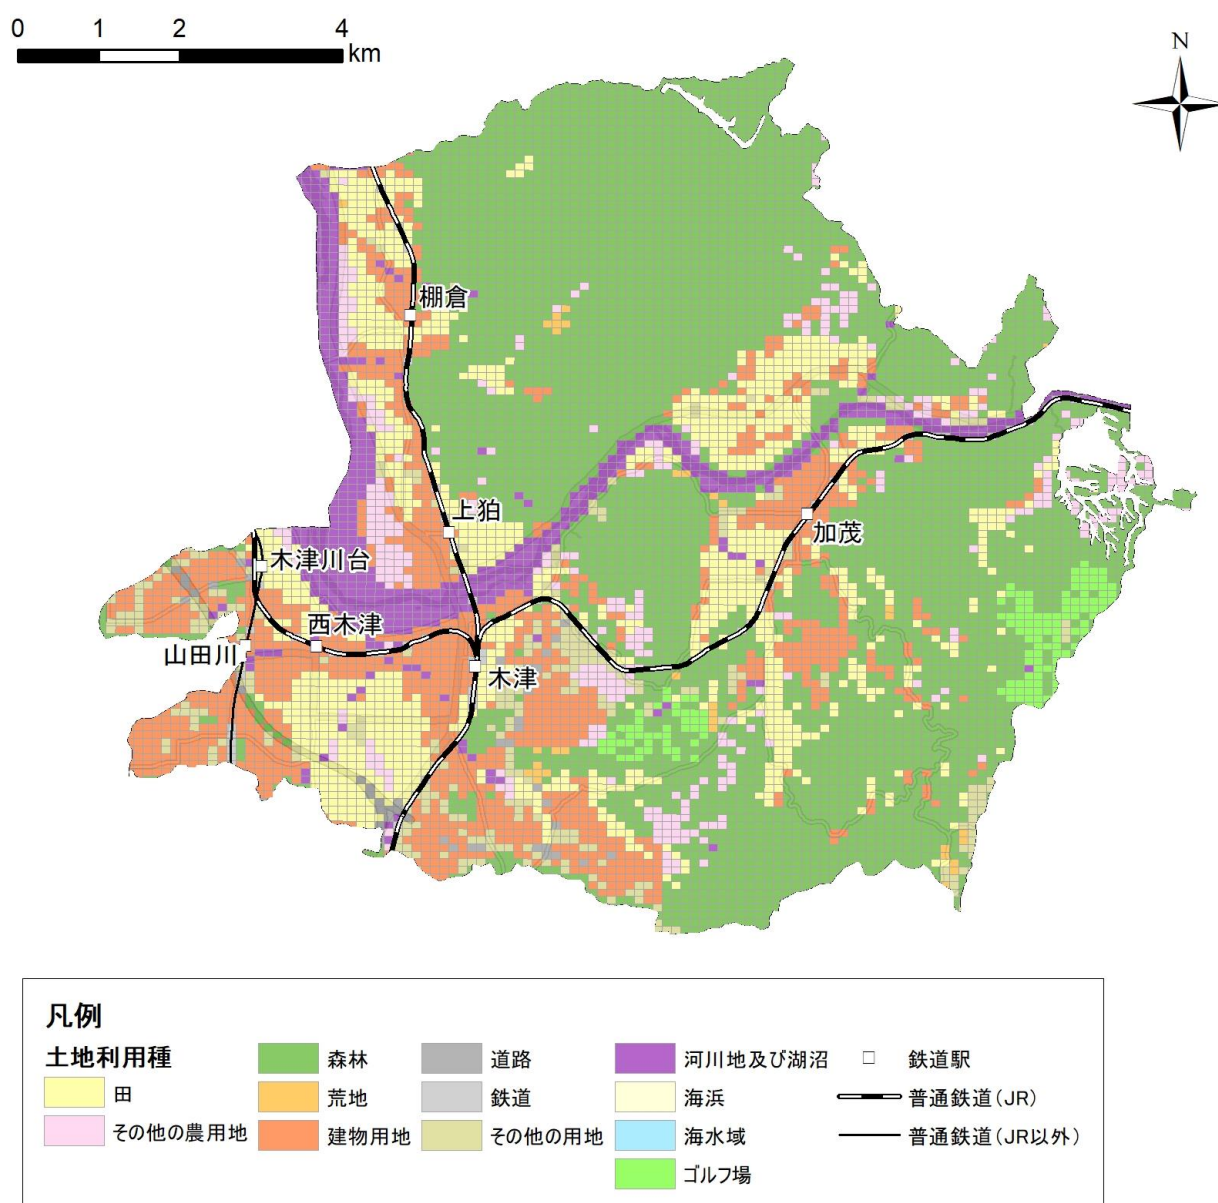 0 1 2 4
km
N
棚倉
上狛
加茂
木津川台
西木津
山田川
木津
凡例
土地利用種
田
その他の農用地
森林
荒地
建物用地
道路
鉄道
その他の用地
河川地及び湖沼
海浜
海水域
ゴルフ場
鉄道駅
普通鉄道(JR)
普通鉄道(JR以外)